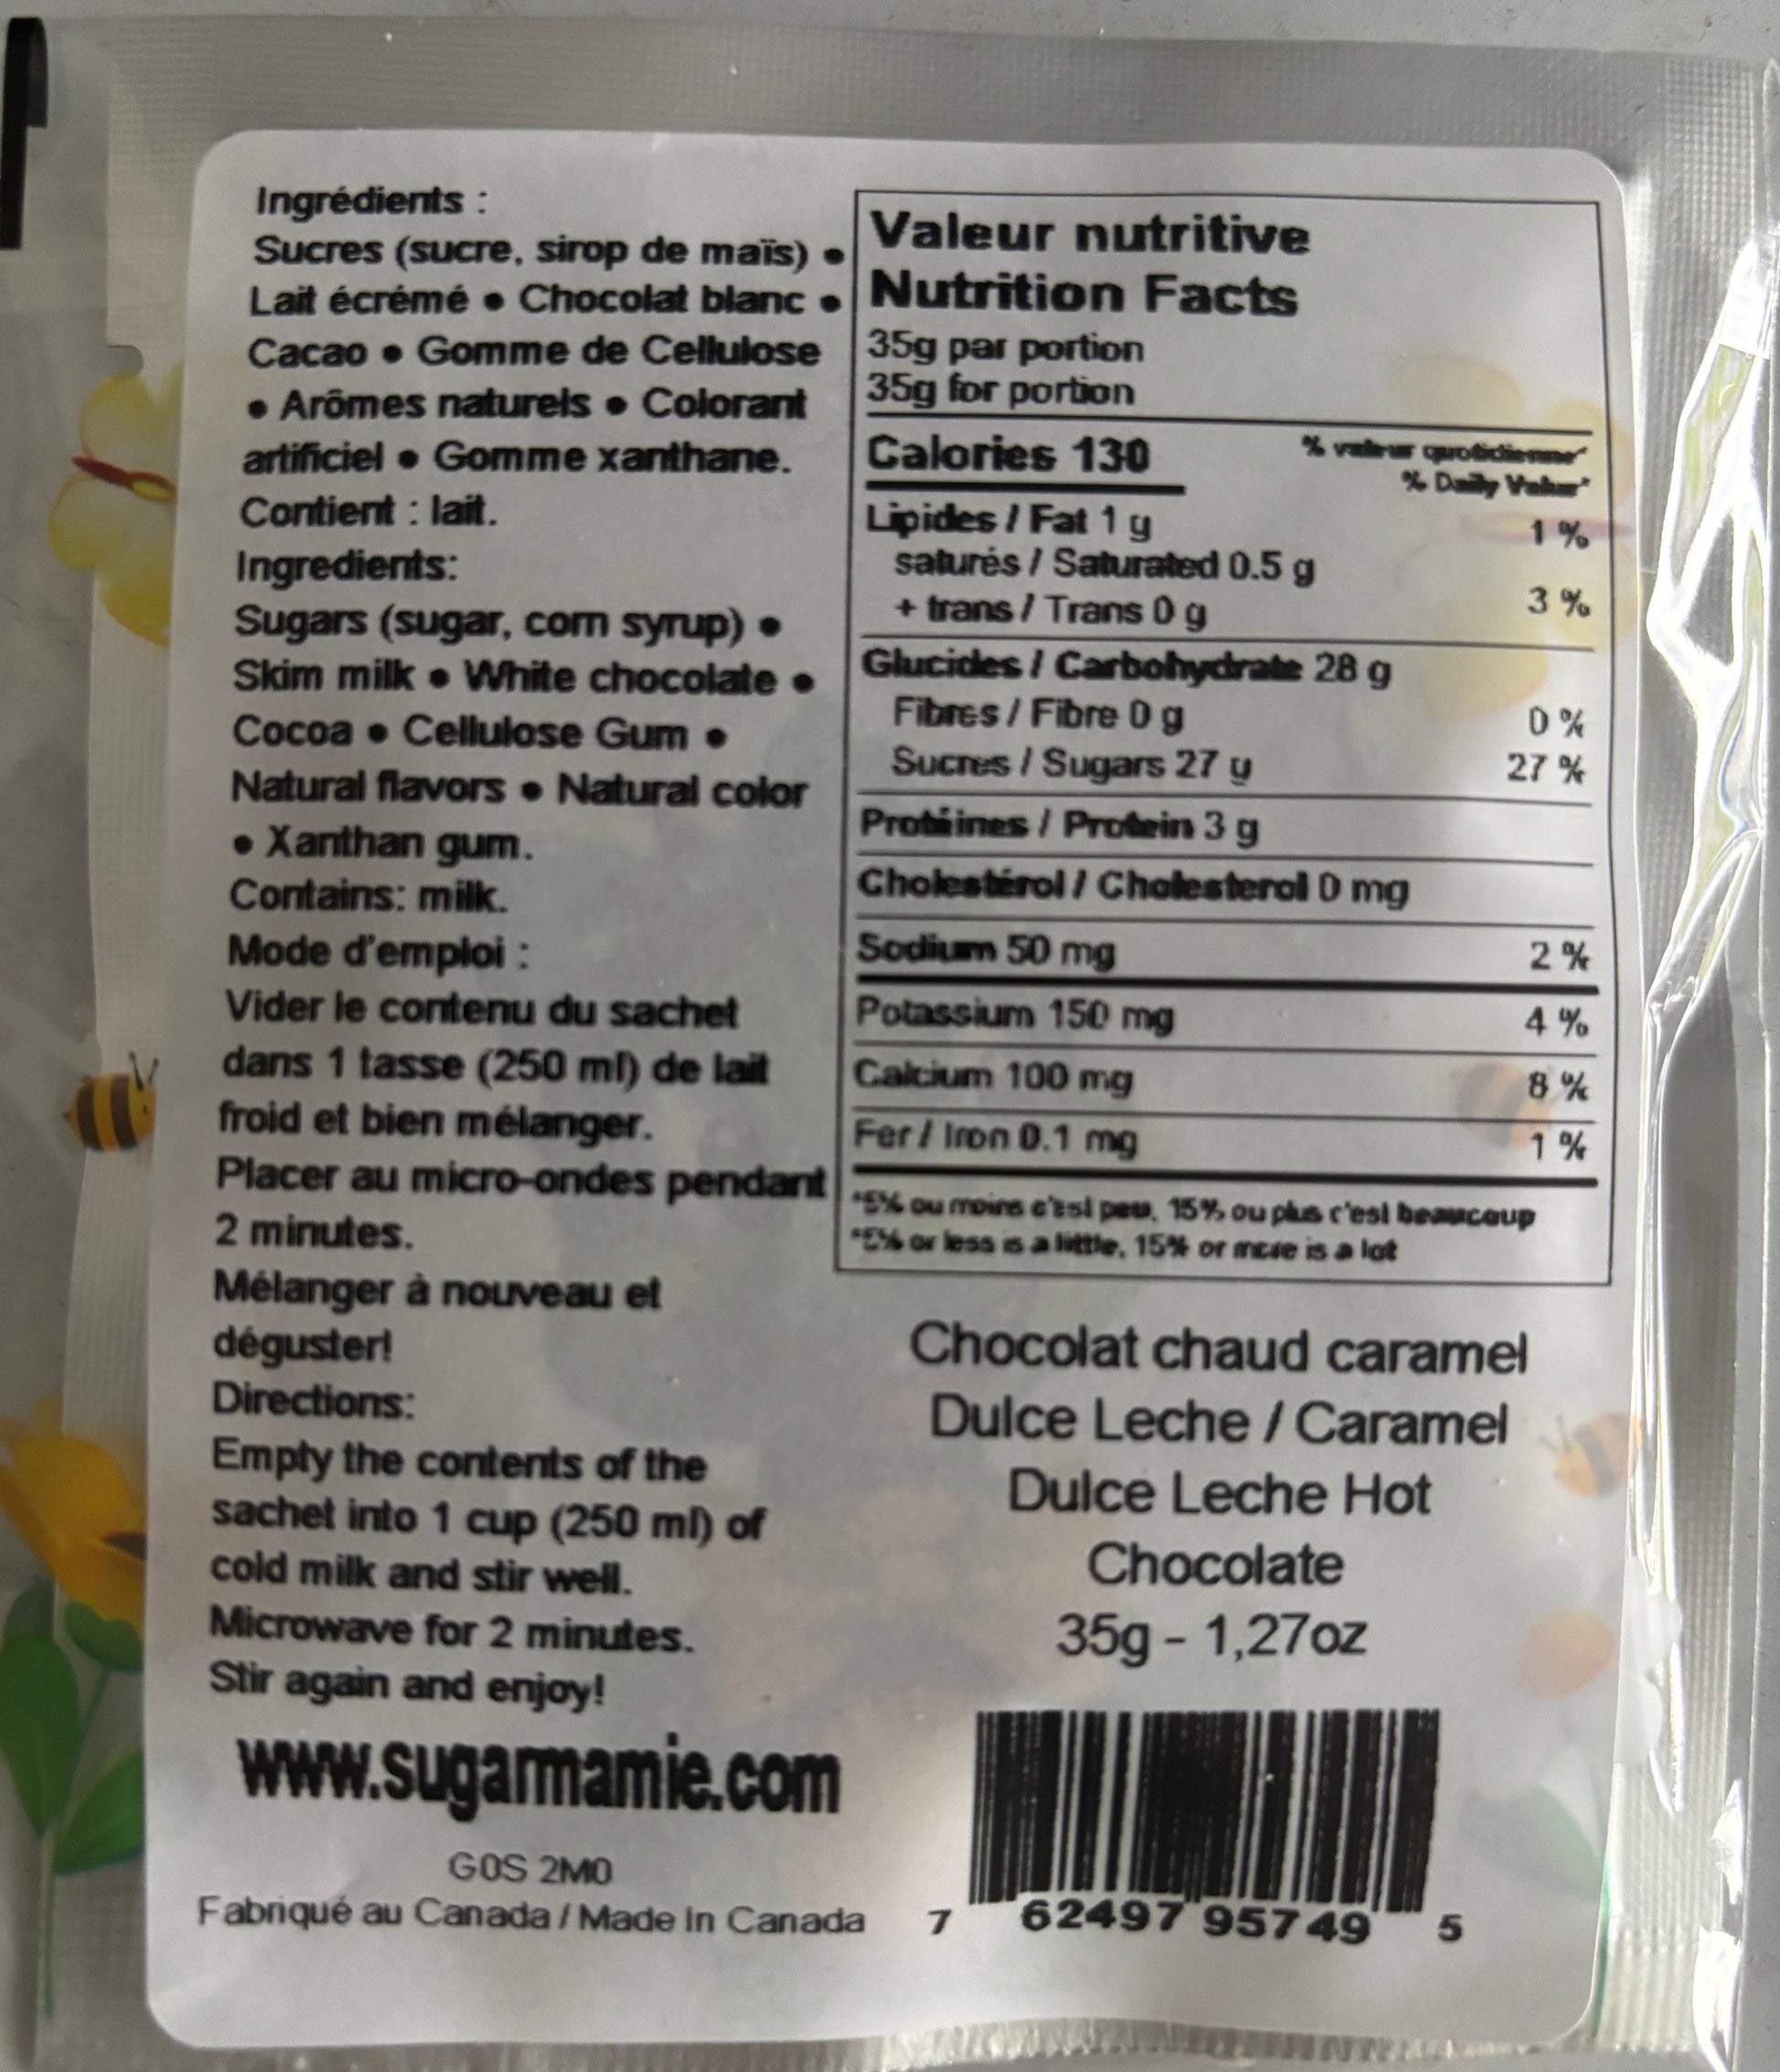 Ingrédients :
Sucres (sucre, sirop de maïs) •
Lait écrémé • Chocolat blanc •
Cacao • Gomme de Cellulose
• Arômes naturels • Colorant
artificiel • Gomme xanthane.
Contient : lait.
Ingredients:
Sugars (sugar, corn syrup) •
Skim milk • White chocolate •
Cocoa • Cellulose Gum •
Natural flavors • Natural color
• Xanthan gum.
Contains: milk.
Mode d'emploi :
Vider le contenu du sachet
dans 1 tasse (250 ml) de lait
froid et bien mélanger.
Placer au micro-ondes pendant
2 minutes.
Mélanger à nouveau et
déguster!
Directions:
Empty the contents of the
sachet into 1 cup (250 ml) of
cold milk and stir well.
Microwave for 2 minutes.
Stir again and enjoy!
www.sugarmamie.com
G0S 2M0
Fabriqué au Canada / Made In Canada
Valeur nutritive
Nutrition Facts
35g par portion
35g for portion
Calories 130
% valeur quotidienne*
% Daily Value*
Lipides / Fat 1 g 1 %
saturés / Saturated 0.5 g
+ trans / Trans 0 g 3 %
Glucides / Carbohydrate 28 g
Fibres / Fibre 0 g 0 %
Sucres / Sugars 27 g 27 %
Protéines / Protein 3 g
Cholestérol / Cholesterol 0 mg
Sodium 50 mg 2 %
Potassium 150 mg 4 %
Calcium 100 mg 8 %
Fer / Iron 0.1 mg 1 %
*5% ou moins c'est peu, 15% ou plus c'est beaucoup
*5% or less is a little, 15% or more is a lot
Chocolat chaud caramel
Dulce Leche / Caramel
Dulce Leche Hot
Chocolate
35g - 1,27oz
7 62497 95749 5